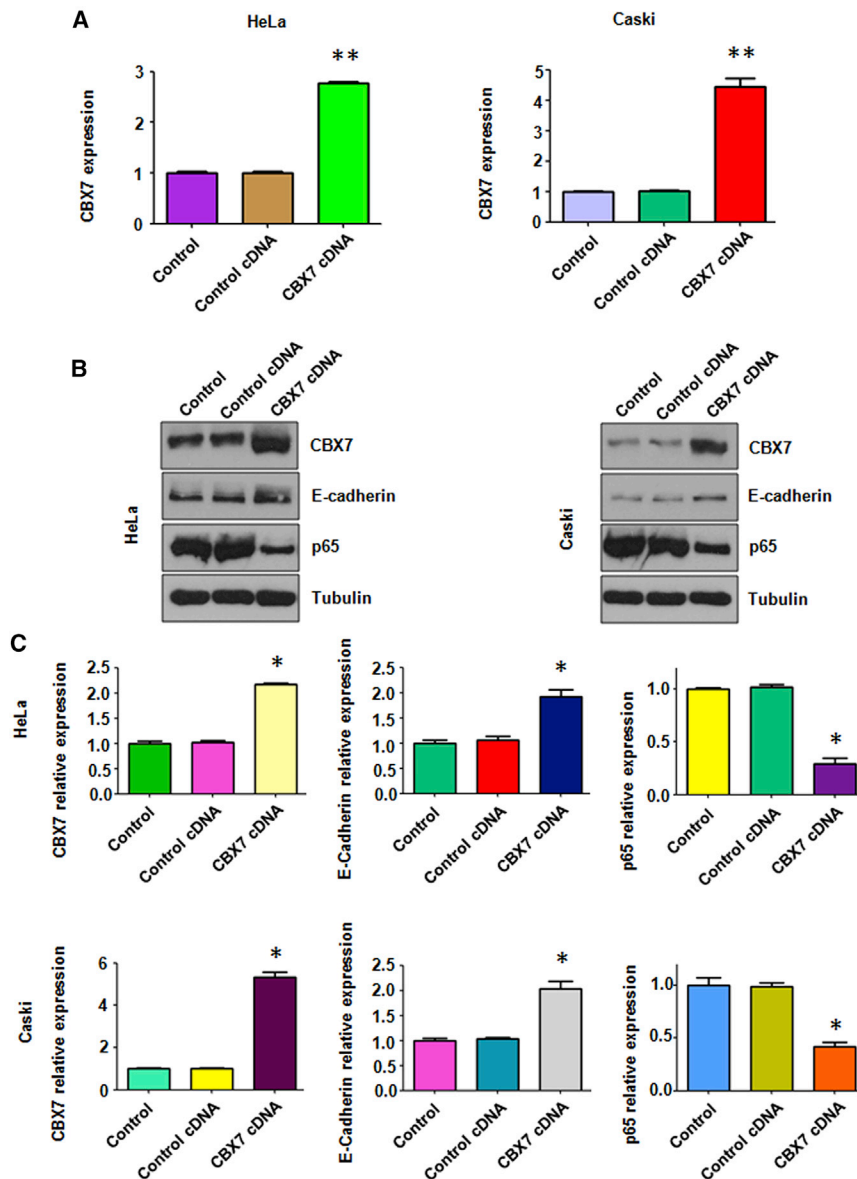 A
HeLa
Caski
CBX7 expression
3
2
1
0
**
Control
Control cDNA
CBX7 cDNA
CBX7 expression
5
4
3
2
1
0
**
Control
Control cDNA
CBX7 cDNA
B
HeLa
Control
Control cDNA
CBX7 cDNA
CBX7
E-cadherin
p65
Tubulin
Caski
Control
Control cDNA
CBX7 cDNA
CBX7
E-cadherin
p65
Tubulin
C
HeLa
CBX7 relative expression
2.5
2.0
1.5
1.0
0.5
0.0
*
Control
Control cDNA
CBX7 cDNA
E-Cadherin relative expression
2.5
2.0
1.5
1.0
0.5
0.0
*
Control
Control cDNA
CBX7 cDNA
p65 relative expression
1.0
0.5
0.0
*
Control
Control cDNA
CBX7 cDNA
Caski
CBX7 relative expression
6
4
2
0
*
Control
Control cDNA
CBX7 cDNA
E-Cadherin relative expression
2.5
2.0
1.5
1.0
0.5
0.0
*
Control
Control cDNA
CBX7 cDNA
p65 relative expression
1.0
0.5
0.0
*
Control
Control cDNA
CBX7 cDNA